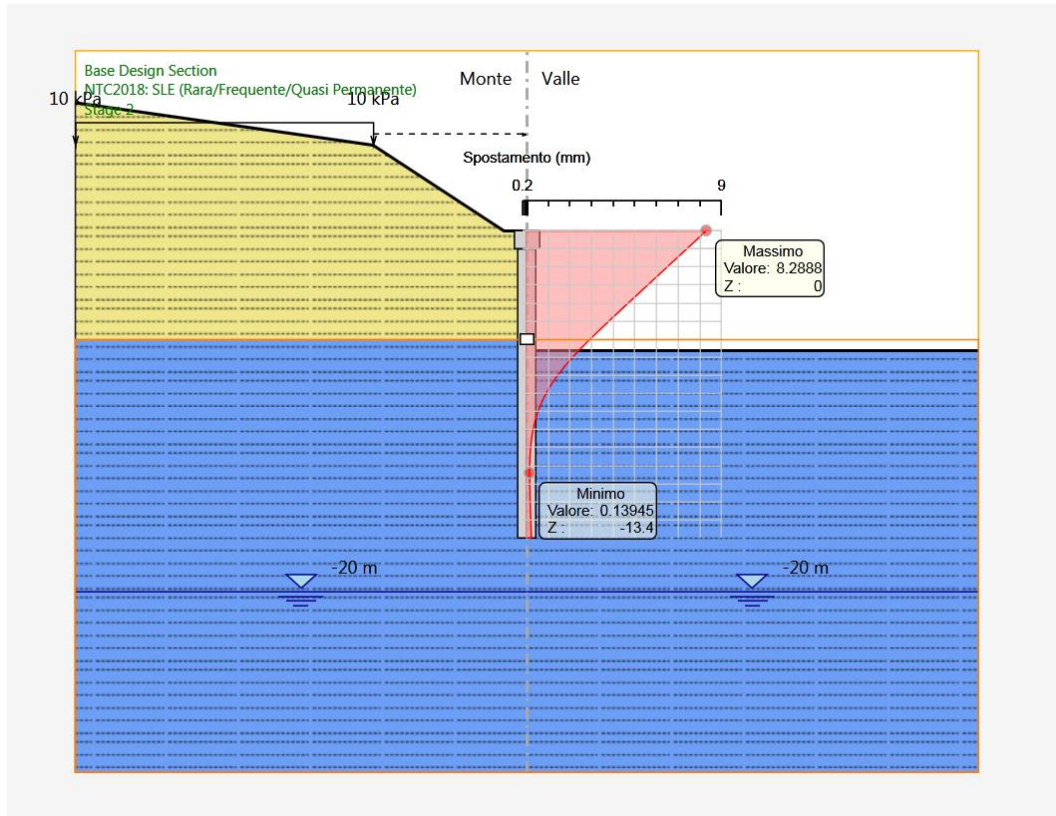 Base Design Section
NTC2018: SLE (Rara/Frequente/Quasi Permanente)
10 kPa
10 kPa
Stage 2
Monte
Valle
Spostamento (mm)
0.2
9
Massimo
Valore: 8.2888
Z : 0
Minimo
Valore: 0.13945
Z : -13.4
-20 m
-20 m